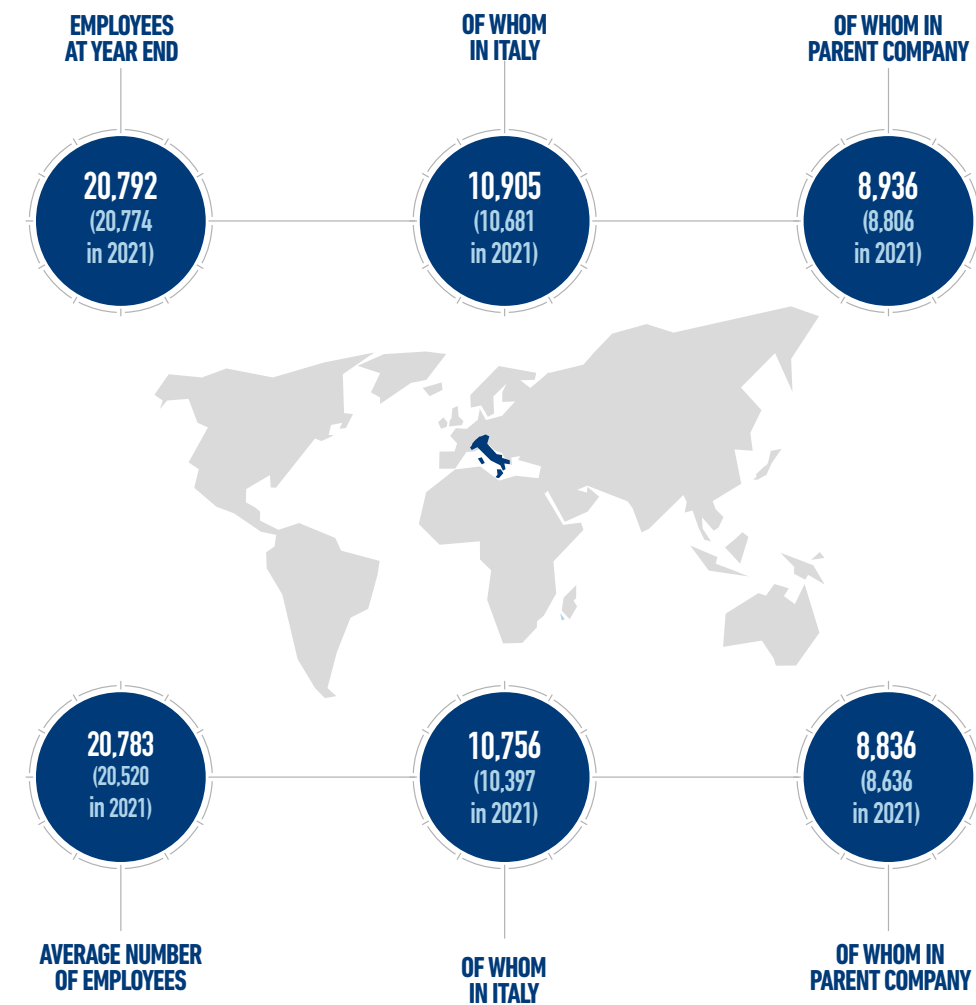 EMPLOYEES
AT YEAR END
OF WHOM
IN ITALY
OF WHOM IN
PARENT COMPANY
20,792
(20,774
in 2021)
10,905
(10,681
in 2021)
8,936
(8,806
in 2021)
20,783
(20,520
in 2021)
10,756
(10,397
in 2021)
8,836
(8,636
in 2021)
AVERAGE NUMBER
OF EMPLOYEES
OF WHOM
IN ITALY
OF WHOM IN
PARENT COMPANY